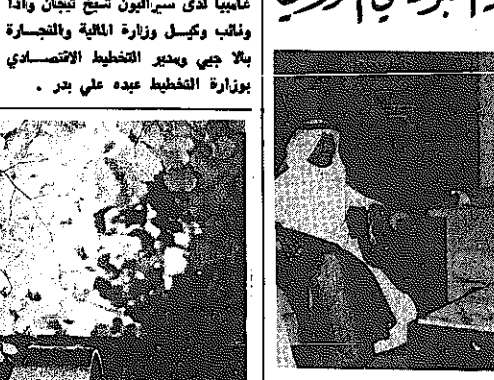 غامبيا لدى سيراليون شيخ تيجان وادا
ونائب وكيل وزارة المالية والتجارة
بالا جبي ومدير التخطيط الاقتصادي
بوزارة التخطيط عبده علي بدر .